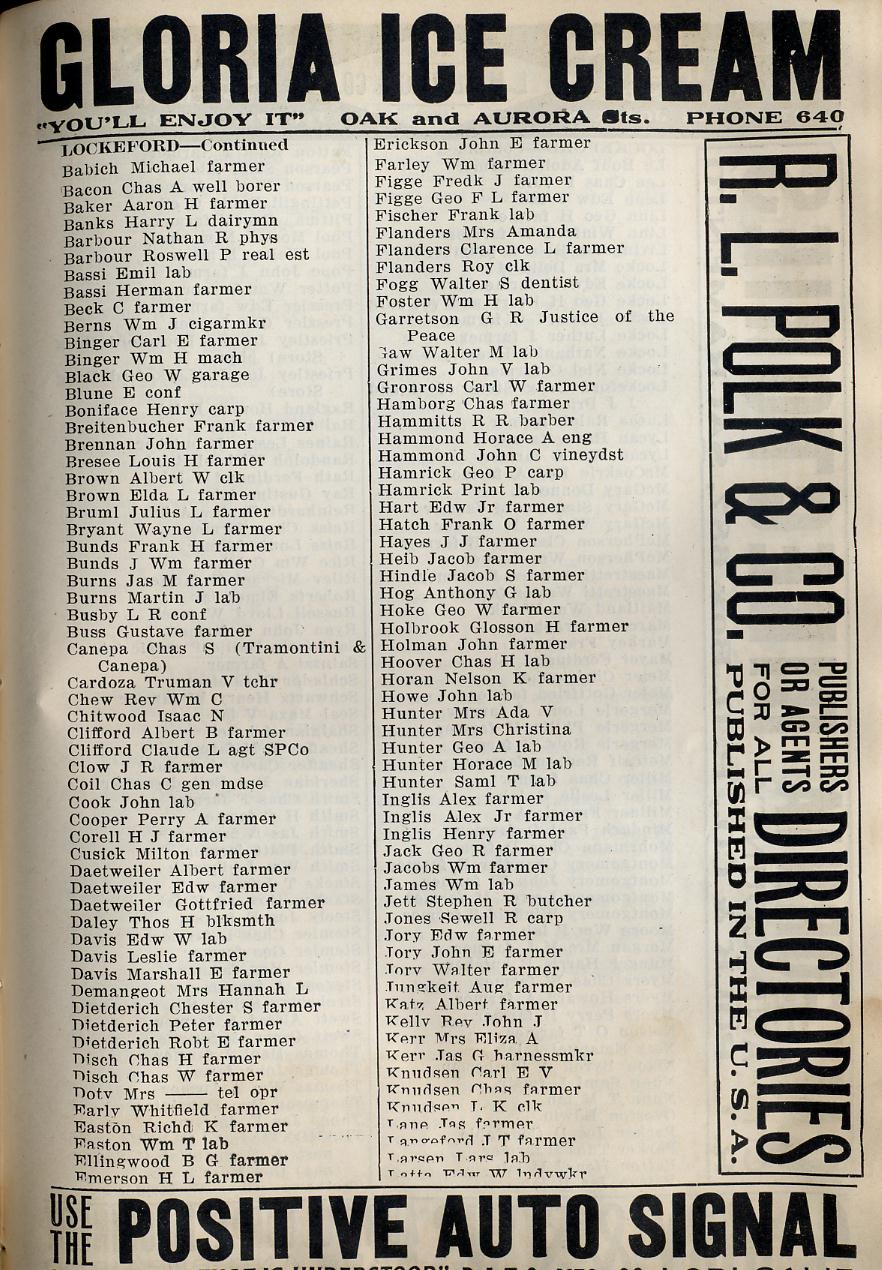 GLORIA ICE CREAM
"YOU'LL ENJOY IT" OAK and AURORA Sts. PHONE 640
LOCKEFORD—Continued
Babich Michael farmer
Bacon Chas A well borer
Baker Aaron H farmer
Banks Harry L dairymn
Barbour Nathan R phys
Barbour Roswell P real est
Bassi Emil lab
Bassi Herman farmer
Beck C farmer
Berns Wm J cigarmkr
Binger Carl E farmer
Binger Wm H mach
Black Geo W garage
Blune E conf
Boniface Henry carp
Breitenbucher Frank farmer
Brennan John farmer
Bresee Louis H farmer
Brown Albert W clk
Brown Elda L farmer
Bruml Julius L farmer
Bryant Wayne L farmer
Bunds Frank H farmer
Bunds J Wm farmer
Burns Jas M farmer
Burns Martin J lab
Busby L R conf
Buss Gustave farmer
Canepa Chas S (Tramontini &
Canepa)
Cardoza Truman V tchr
Chew Rev Wm C
Chitwood Isaac N
Clifford Albert B farmer
Clifford Claude L agt SPCo
Clow J R farmer
Coil Chas C gen mdse
Cook John lab
Cooper Perry A farmer
Corell H J farmer
Cusick Milton farmer
Daetweiler Albert farmer
Daetweiler Edw farmer
Daetweiler Gottfried farmer
Daley Thos H blksmth
Davis Edw W lab
Davis Leslie farmer
Davis Marshall E farmer
Demangeot Mrs Hannah L
Dietderich Chester S farmer
Dietderich Peter farmer
Dietderich Robt E farmer
Disch Chas H farmer
Disch Chas W farmer
Doty Mrs —— tel opr
Early Whitfield farmer
Easton Richd K farmer
Easton Wm T lab
Ellingwood B G farmer
Emerson H L farmer
Erickson John E farmer
Farley Wm farmer
Figge Fredk J farmer
Figge Geo F L farmer
Fischer Frank lab
Flanders Mrs Amanda
Flanders Clarence L farmer
Flanders Roy clk
Fogg Walter S dentist
Foster Wm H lab
Garretson G R Justice of the
Peace
Gaw Walter M lab
Grimes John V lab
Gronross Carl W farmer
Hamborg Chas farmer
Hammitts R R barber
Hammond Horace A eng
Hammond John C vineydst
Hamrick Geo P carp
Hamrick Print lab
Hart Edw Jr farmer
Hatch Frank O farmer
Hayes J J farmer
Heib Jacob farmer
Hindle Jacob S farmer
Hog Anthony G lab
Hoke Geo W farmer
Holbrook Glosson H farmer
Holman John farmer
Hoover Chas H lab
Horan Nelson K farmer
Howe John lab
Hunter Mrs Ada V
Hunter Mrs Christina
Hunter Geo A lab
Hunter Horace M lab
Hunter Saml T lab
Inglis Alex farmer
Inglis Alex Jr farmer
Inglis Henry farmer
Jack Geo R farmer
Jacobs Wm farmer
James Wm lab
Jett Stephen R butcher
Jones Sewell R carp
Jory Edw farmer
Jory John E farmer
Jory Walter farmer
Jungkeit Aug farmer
Katz Albert farmer
Kelly Rev John J
Kerr Mrs Eliza A
Kerr Jas G harnessmkr
Knudsen Carl E V
Knudsen Chas farmer
Knudsen L K clk
Lane Jas farmer
Langford J T farmer
Larsen Lars lab
Edw W lndywkr
R. L. POLK & CO.
PUBLISHERS
OR AGENTS
FOR ALL
DIRECTORIES
PUBLISHED IN THE U. S. A.
USE
THE
POSITIVE AUTO SIGNAL